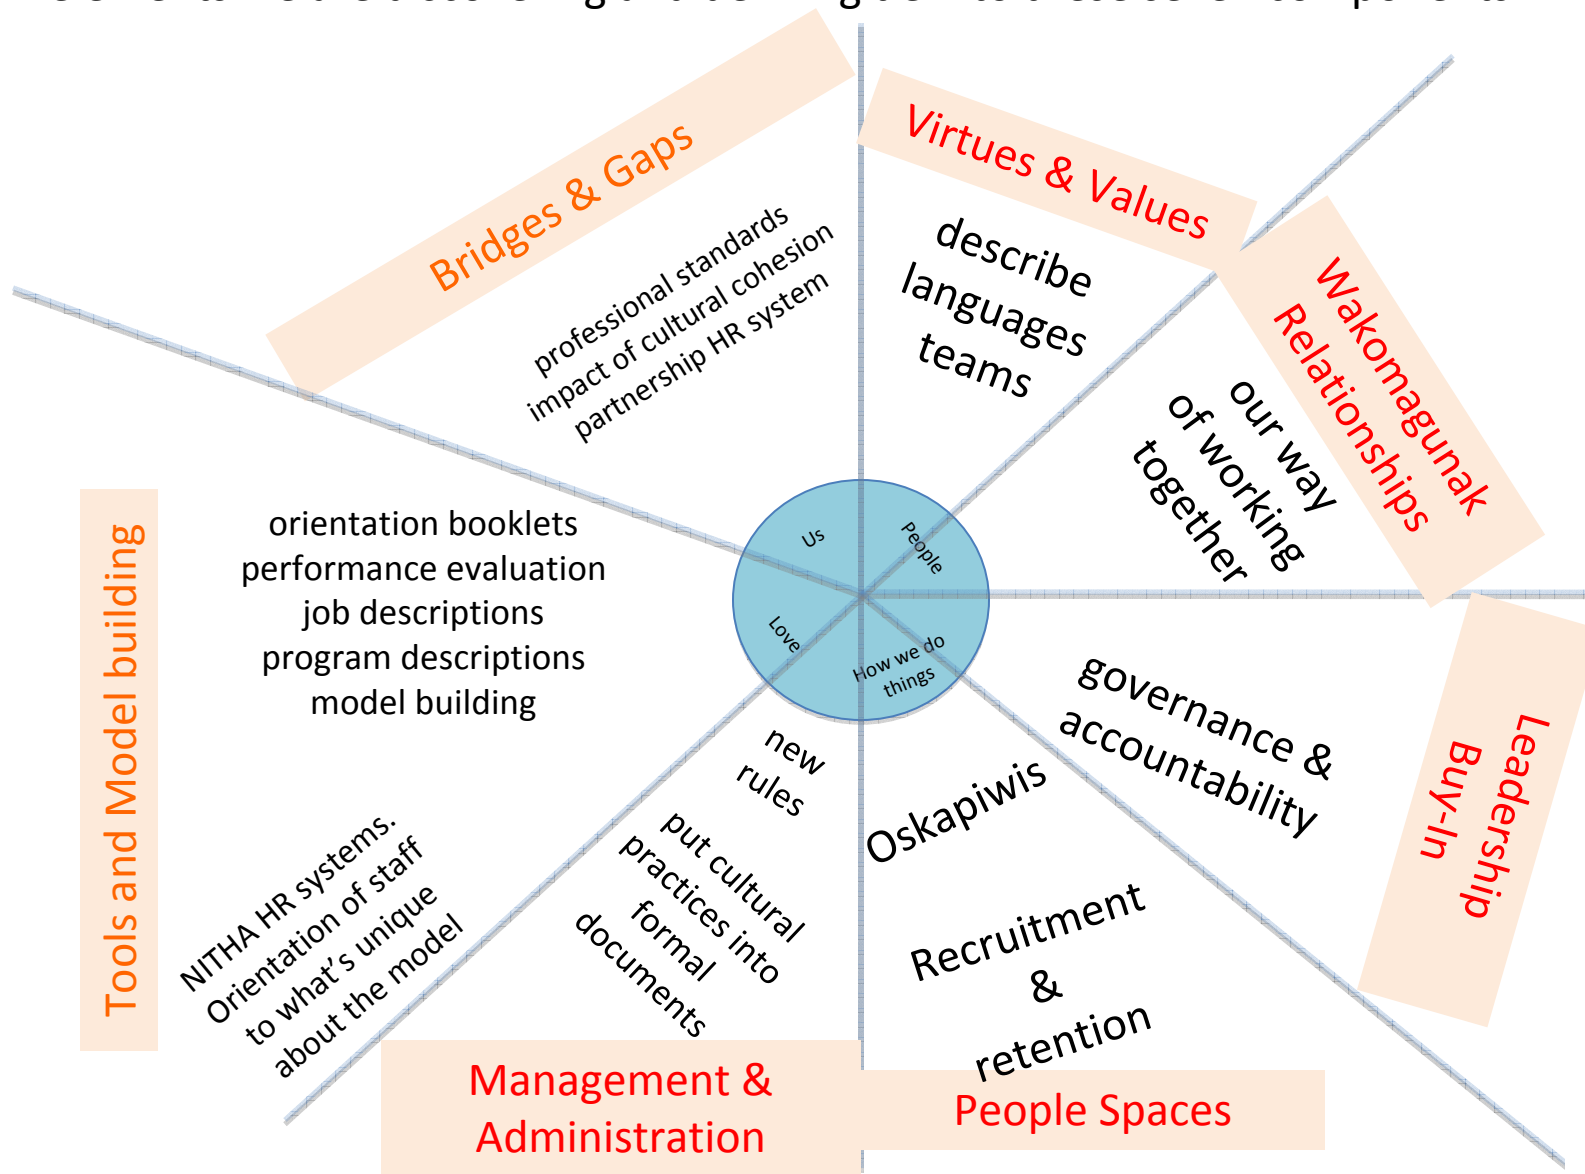 Bridges & Gaps
professional standards
impact of cultural cohesion
partnership HR system
Virtues & Values
describe
languages
teams
Wakomagunak
Relationships
our way
of working
together
Us
People
Love
How we do
things
governance &
accountability
Leadership
Buy-In
Oskapiwis
Recruitment
&
retention
People Spaces
new
rules
put cultural
practices into
formal
documents
Management &
Administration
Tools and Model building
orientation booklets
performance evaluation
job descriptions
program descriptions
model building
NITHA HR systems.
Orientation of staff
to what's unique
about the model